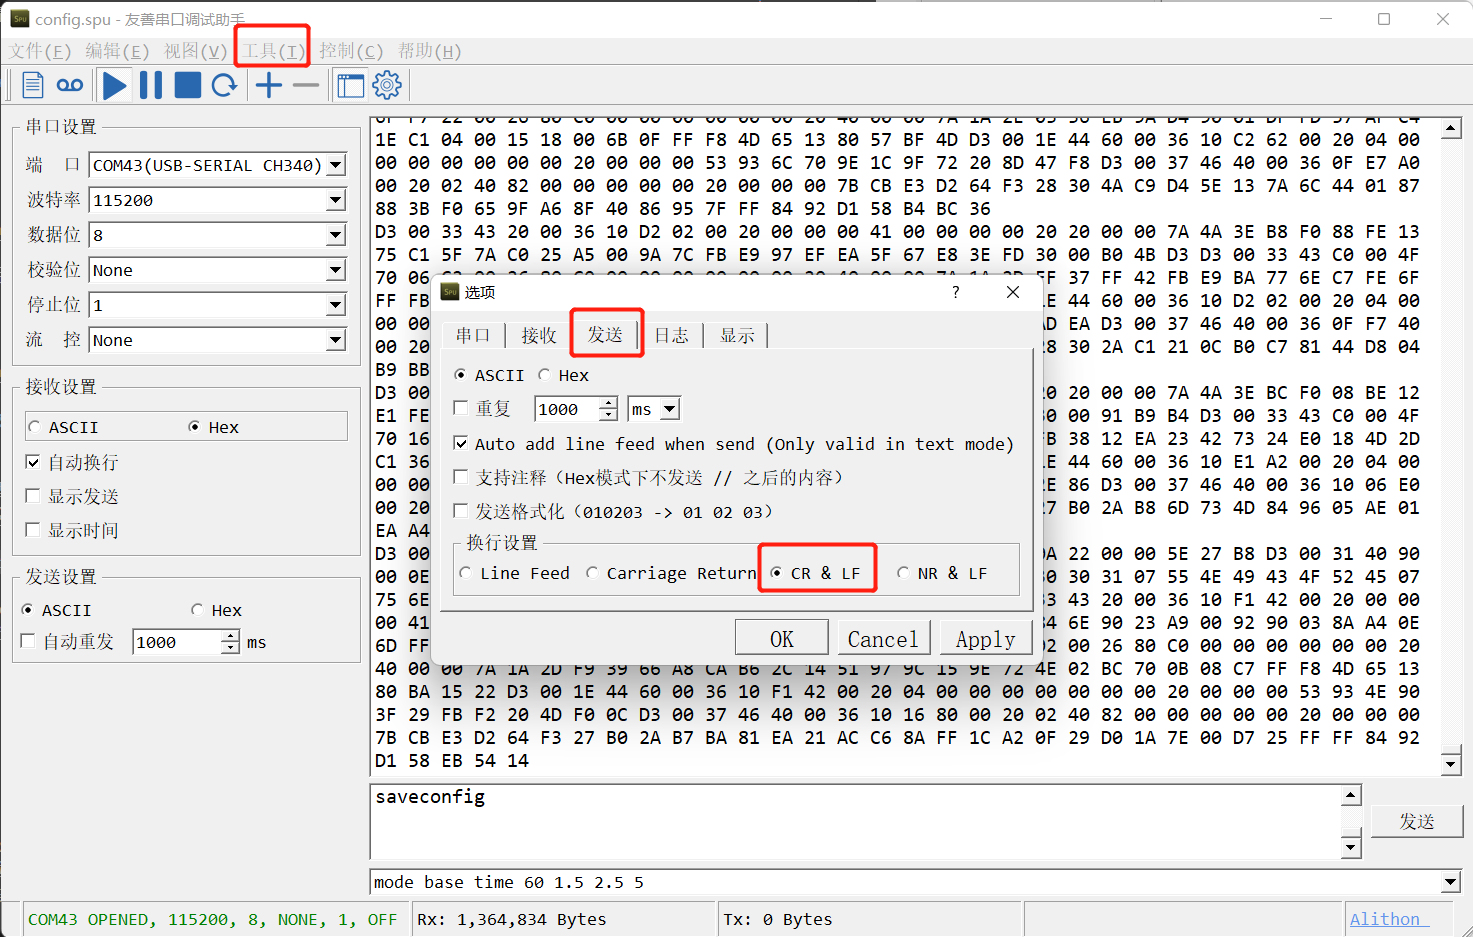 config.spu - 友善串口调试助手
文件(F) 编辑(E) 视图(V) 工具(T) 控制(C) 帮助(H)
串口设置
端 口 COM43(USB-SERIAL CH340)
波特率 115200
数据位 8
校验位 None
停止位 1
流 控 None
接收设置
ASCII Hex
自动换行
显示发送
显示时间
发送设置
ASCII Hex
自动重发 1000 ms
1E C1 04 00 15 18 00 6B 0F FF F8 4D 65 13 80 57 BF 4D D3 00 1E 44 60 00 36 10 C2 62 00 20 04 00
00 00 00 00 00 00 20 00 00 00 53 93 6C 70 9E 1C 9F 72 20 8D 47 F8 D3 00 37 46 40 00 36 0F E7 A0
00 20 02 40 82 00 00 00 00 00 20 00 00 00 7B CB E3 D2 64 F3 28 30 4A C9 D4 5E 13 7A 6C 44 01 87
88 3B F0 65 9F A6 8F 40 86 95 7F FF 84 92 D1 58 B4 BC 36
D3 00 33 43 20 00 36 10 D2 02 00 20 00 00 00 41 00 00 00 00 00 20 20 00 00 7A 4A 3E B8 F0 88 FE 13
75 C1 5F 7A C0 25 A5 00 9A 7C FB E9 97 EF EA 5F 67 E8 3E FD 30 00 B0 4B D3 D3 00 33 43 C0 00 4F
70 06 5F 37 FF 42 FB E9 BA 77 6E C7 FE 6F
FF FB 1E 44 60 00 36 10 D2 02 00 20 04 00
00 00 AD EA D3 00 37 46 40 00 36 0F F7 40
00 20 28 30 2A C1 21 0C B0 C7 81 44 D8 04
B9 BB
D3 00 20 20 00 00 7A 4A 3E BC F0 08 BE 12
E1 FE 30 00 91 B9 B4 D3 00 33 43 C0 00 4F
70 16 FB 38 12 EA 23 42 73 24 E0 18 4D 2D
C1 36 1E 44 60 00 36 10 E1 A2 00 20 04 00
00 00 2E 86 D3 00 37 46 40 00 36 10 06 E0
00 20 27 B0 2A B8 6D 73 4D 84 96 05 AE 01
EA A4
D3 00 0A 22 00 00 5E 27 B8 D3 00 31 40 90
00 0E 30 30 31 07 55 4E 49 43 4F 52 45 07
75 6E 33 43 20 00 36 10 F1 42 00 20 00 00
00 41 84 6E 90 23 A9 00 92 90 03 8A A4 0E
6D FF 02 00 26 80 C0 00 00 00 00 00 00 20
40 00 00 7A 1A 2D F9 39 66 A8 CA B6 2C 14 51 97 9C 15 9E 72 4E 02 BC 70 0B 08 C7 FF F8 4D 65 13
80 BA 15 22 D3 00 1E 44 60 00 36 10 F1 42 00 20 04 00 00 00 00 00 00 00 20 00 00 00 53 93 4E 90
3F 29 FB F2 20 4D F0 0C D3 00 37 46 40 00 36 10 16 80 00 20 02 40 82 00 00 00 00 00 20 00 00 00
7B CB E3 D2 64 F3 27 B0 2A B7 BA 81 EA 21 AC C6 8A FF 1C A2 0F 29 D0 1A 7E 00 D7 25 FF FF 84 92
D1 58 EB 54 14
选项 ?
串口 接收 发送 日志 显示
ASCII Hex
重复 1000 ms
Auto add line feed when send (Only valid in text mode)
支持注释（Hex模式下不发送 // 之后的内容）
发送格式化（010203 -> 01 02 03）
换行设置
Line Feed Carriage Return CR & LF NR & LF
OK Cancel Apply
saveconfig
发送
mode base time 60 1.5 2.5 5
COM43 OPENED, 115200, 8, NONE, 1, OFF Rx: 1,364,834 Bytes Tx: 0 Bytes Alithon